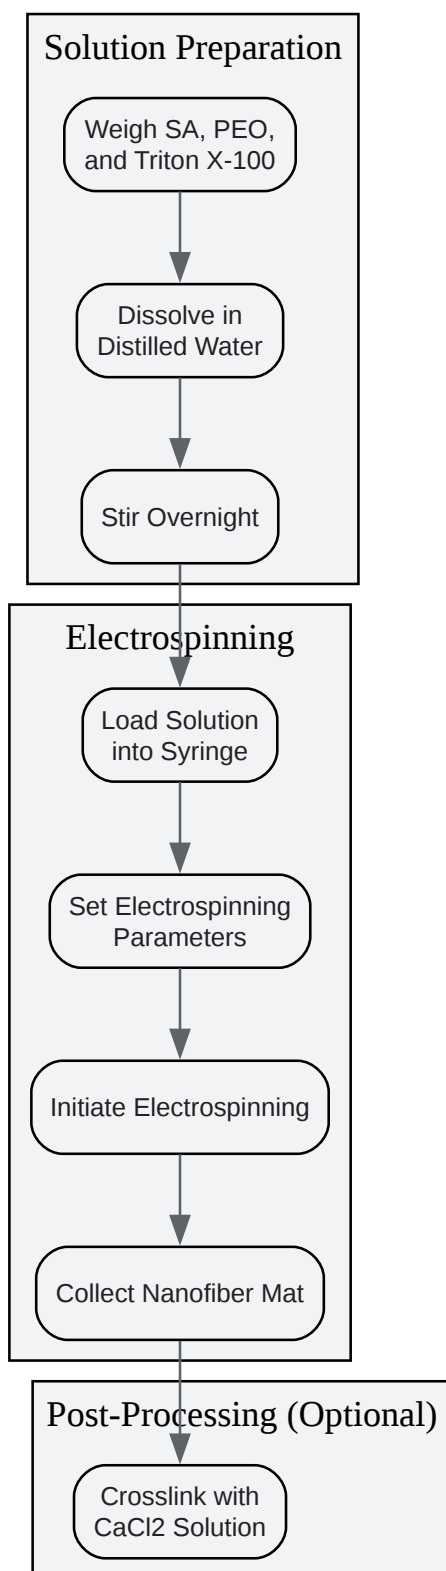 Solution Preparation
Weigh SA, PEO,
and Triton X-100
Dissolve in
Distilled Water
Stir Overnight
Electrospinning
Load Solution
into Syringe
Set Electrospinning
Parameters
Initiate Electrospinning
Collect Nanofiber Mat
Post-Processing (Optional)
Crosslink with
CaCl2 Solution